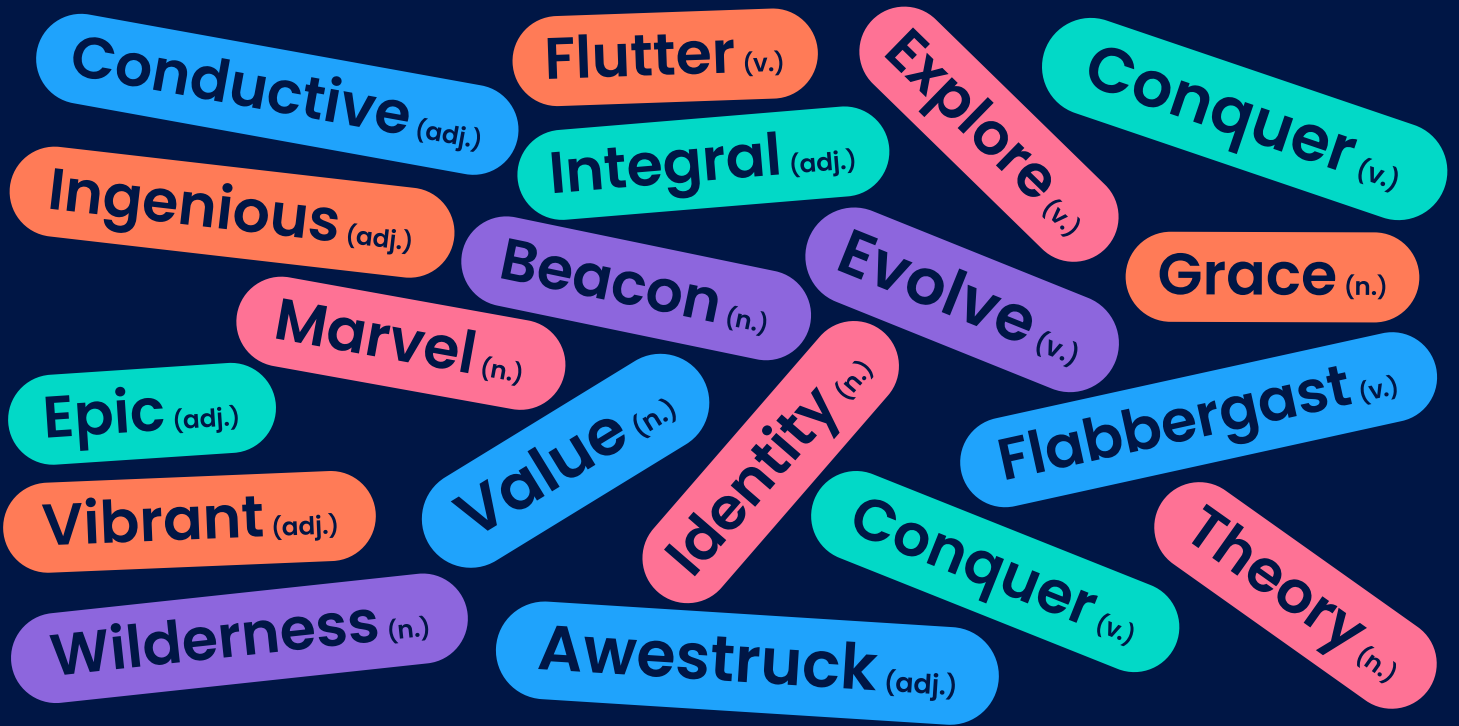 Conductive (adj.)
Flutter (v.)
Explore (v.)
Conquer (v.)
Ingenious (adj.)
Integral (adj.)
Beacon (n.)
Evolve (v.)
Grace (n.)
Marvel (n.)
Epic (adj.)
Value (n.)
Identity (n.)
Flabbergast (v.)
Vibrant (adj.)
Conquer (v.)
Theory (n.)
Wilderness (n.)
Awestruck (adj.)